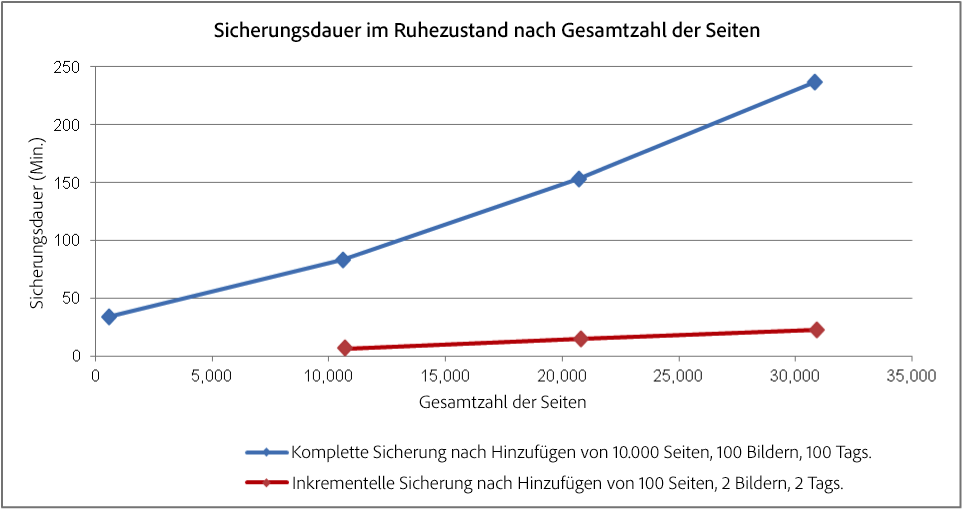 Sicherungsdauer im Ruhezustand nach Gesamtzahl der Seiten
250
200
150
100
50
0
Sicherungsdauer (Min.)
0 5,000 10,000 15,000 20,000 25,000 30,000 35,000
Gesamtzahl der Seiten
Komplette Sicherung nach Hinzufügen von 10.000 Seiten, 100 Bildern, 100 Tags.
Inkrementelle Sicherung nach Hinzufügen von 100 Seiten, 2 Bildern, 2 Tags.